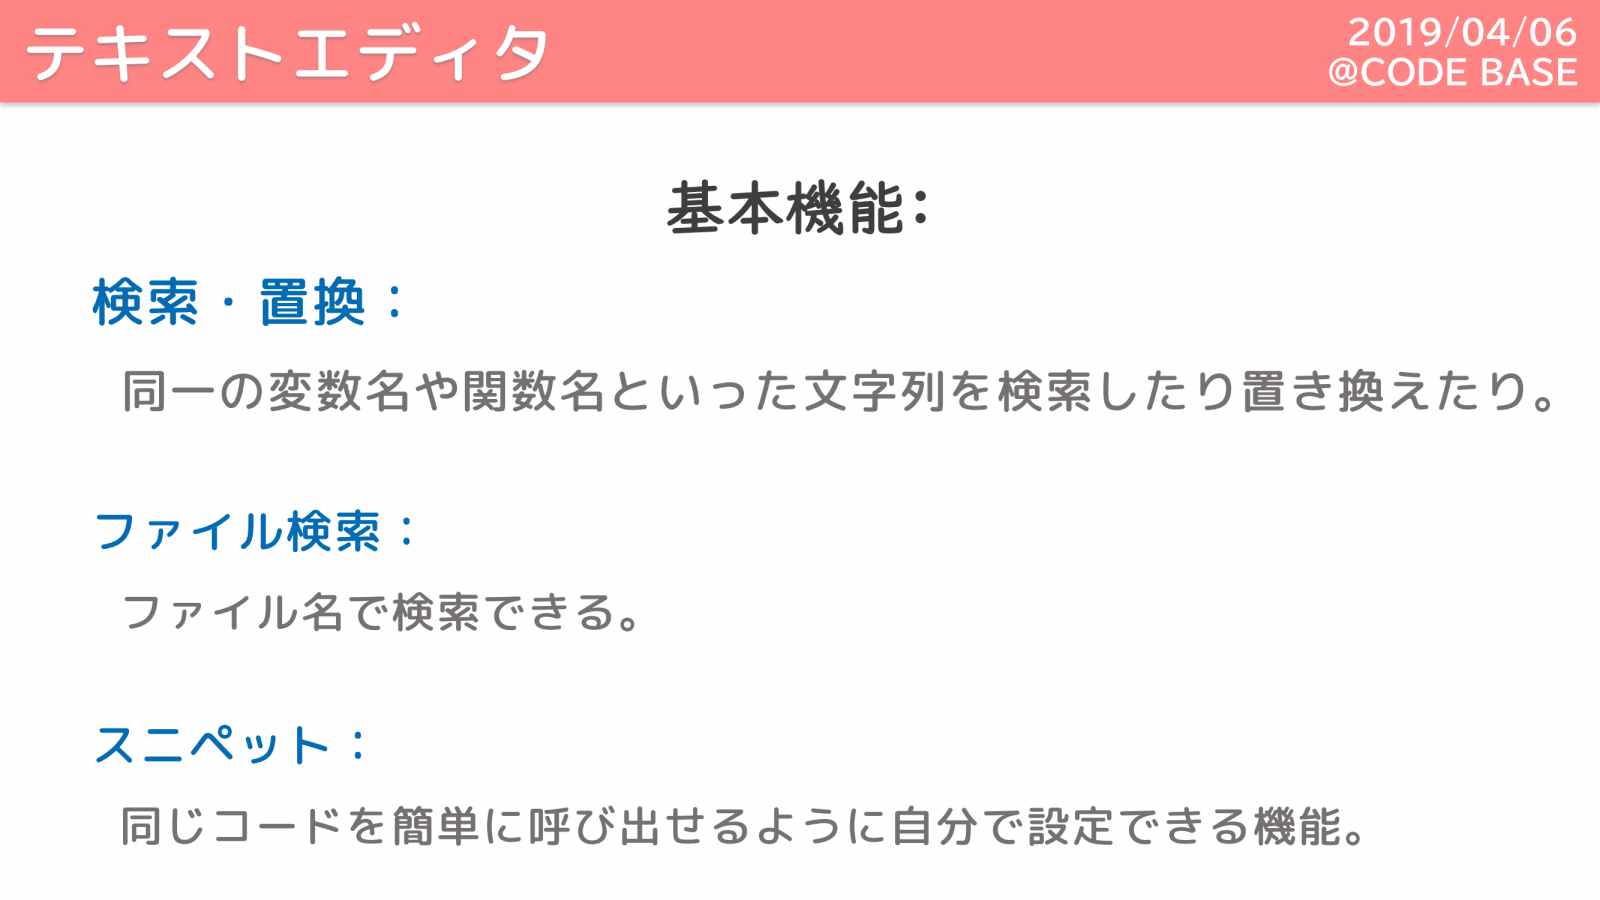 テキストエディタ
2019/04/06
@CODE BASE
基本機能:
検索・置換：
同一の変数名や関数名といった文字列を検索したり置き換えたり。
ファイル検索：
ファイル名で検索できる。
スニペット：
同じコードを簡単に呼び出せるように自分で設定できる機能。